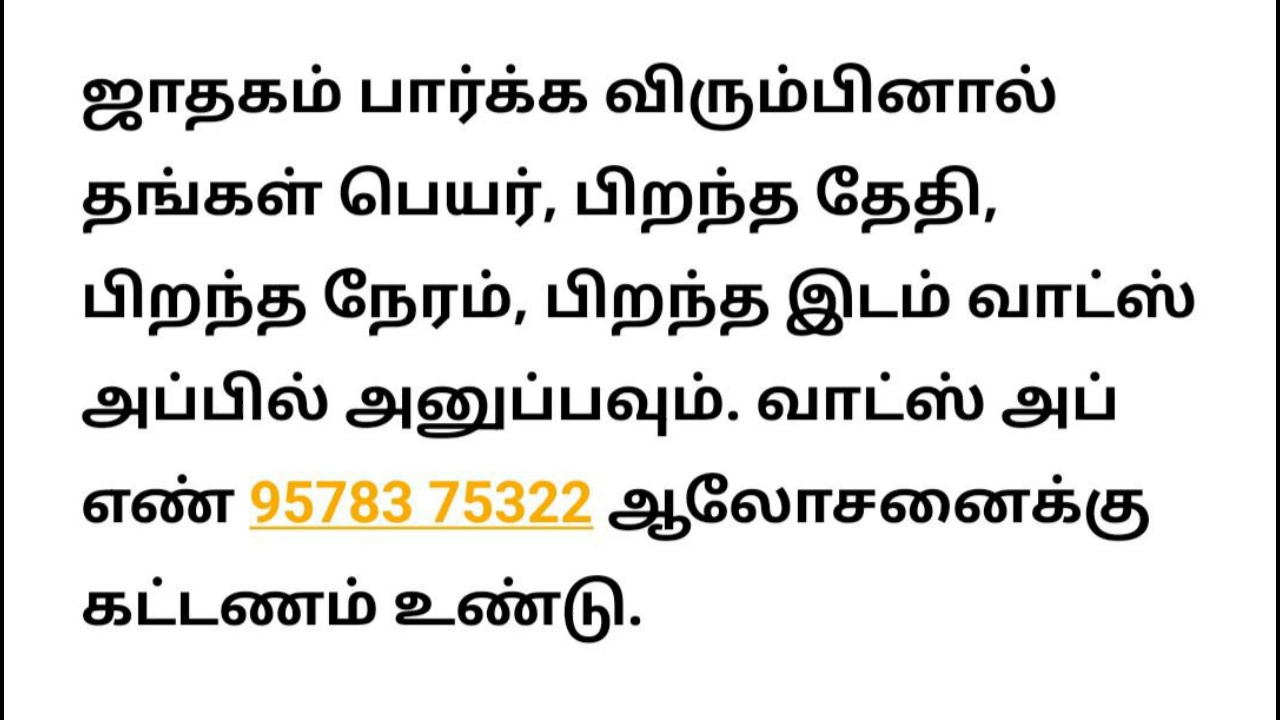 ஜாதகம் பார்க்க விரும்பினால்
தங்கள் பெயர், பிறந்த தேதி,
பிறந்த நேரம், பிறந்த இடம் வாட்ஸ்
அப்பில் அனுப்பவும். வாட்ஸ் அப்
எண் 95783 75322 ஆலோசனைக்கு
கட்டணம் உண்டு.